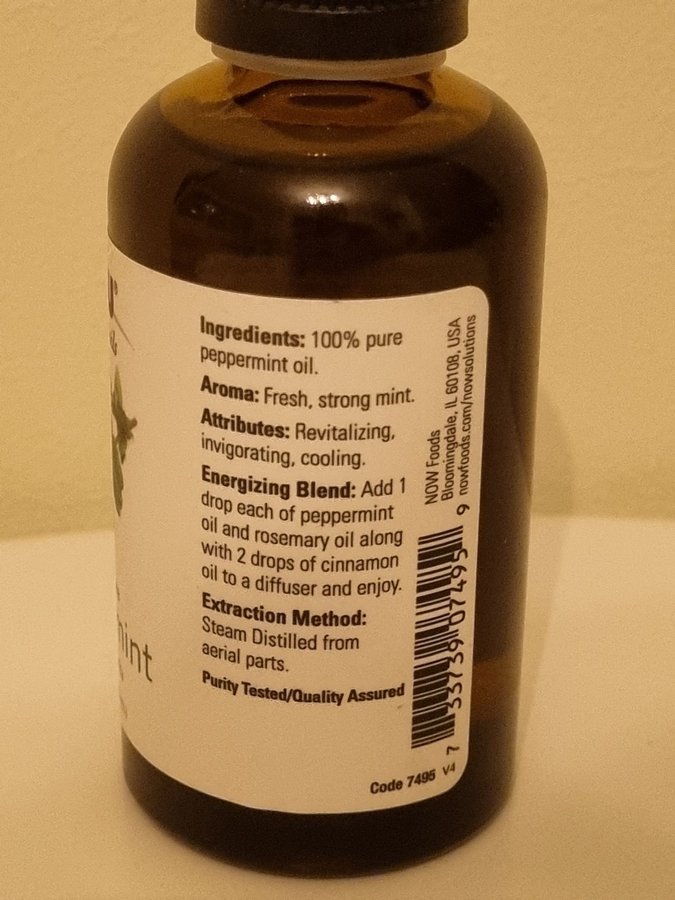 Ingredients: 100% pure
peppermint oil.
Aroma: Fresh, strong mint.
Attributes: Revitalizing,
invigorating, cooling.
Energizing Blend: Add 1
drop each of peppermint
oil and rosemary oil along
with 2 drops of cinnamon
oil to a diffuser and enjoy.
Extraction Method:
Steam Distilled from
aerial parts.
Purity Tested/Quality Assured
NOW Foods
Bloomingdale, IL 60108, USA
nowfoods.com/nowsolutions
7 33739 07495 9
Code 7495 V4